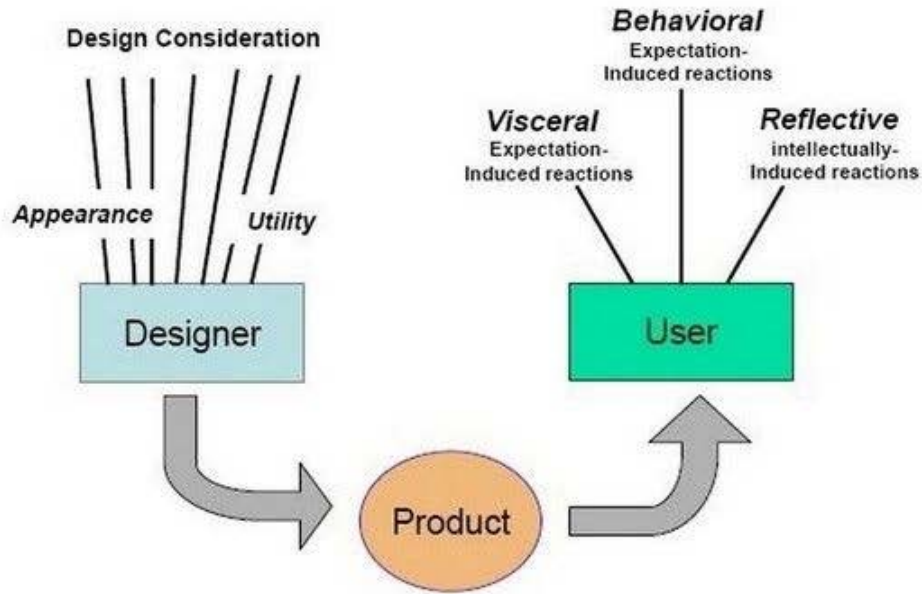 Design Consideration
Appearance
Utility
Designer
Product
Behavioral
Expectation-
Induced reactions
Visceral
Expectation-
Induced reactions
Reflective
intellectually-
Induced reactions
User